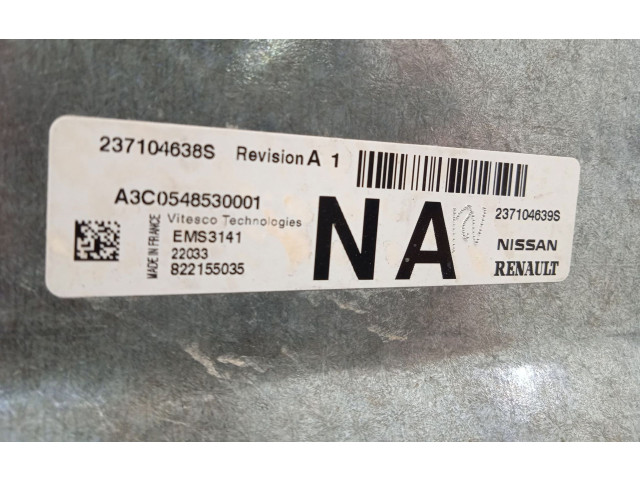 237104638S Revision A 1
A3C0548530001
MADE IN FRANCE
Vitesco Technologies
EMS3141
22033
822155035
NA
237104639S
NISSAN
RENAULT